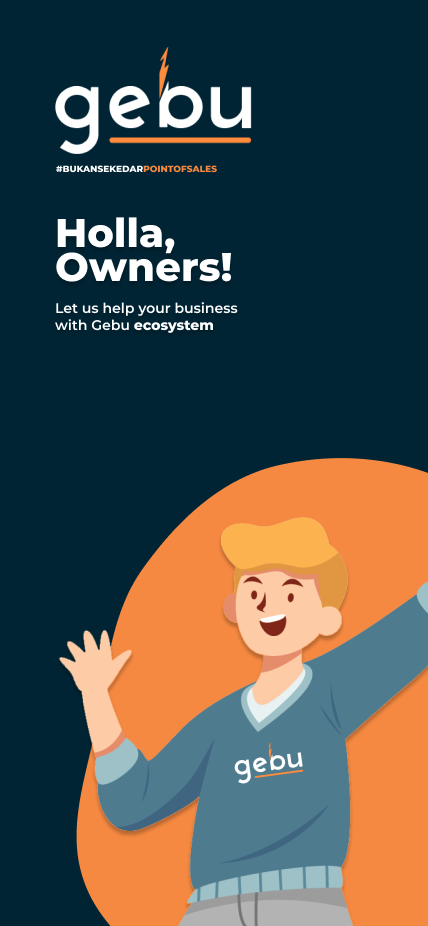 gebu
#BUKANSEKEDARPOINTOFSALES
Holla,
Owners!
Let us help your business
with Gebu ecosystem
gebu